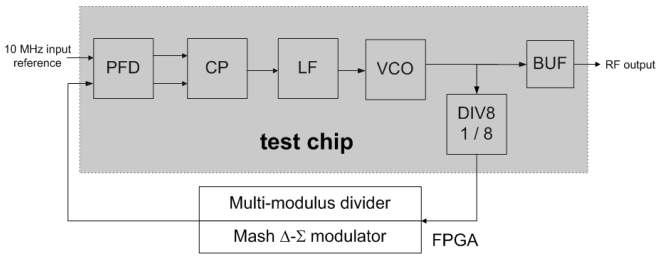 10 MHz input
reference
PFD
CP
LF
VCO
BUF
RF output
DIV8
1 / 8
test chip
Multi-modulus divider
Mash Δ-Σ modulator
FPGA